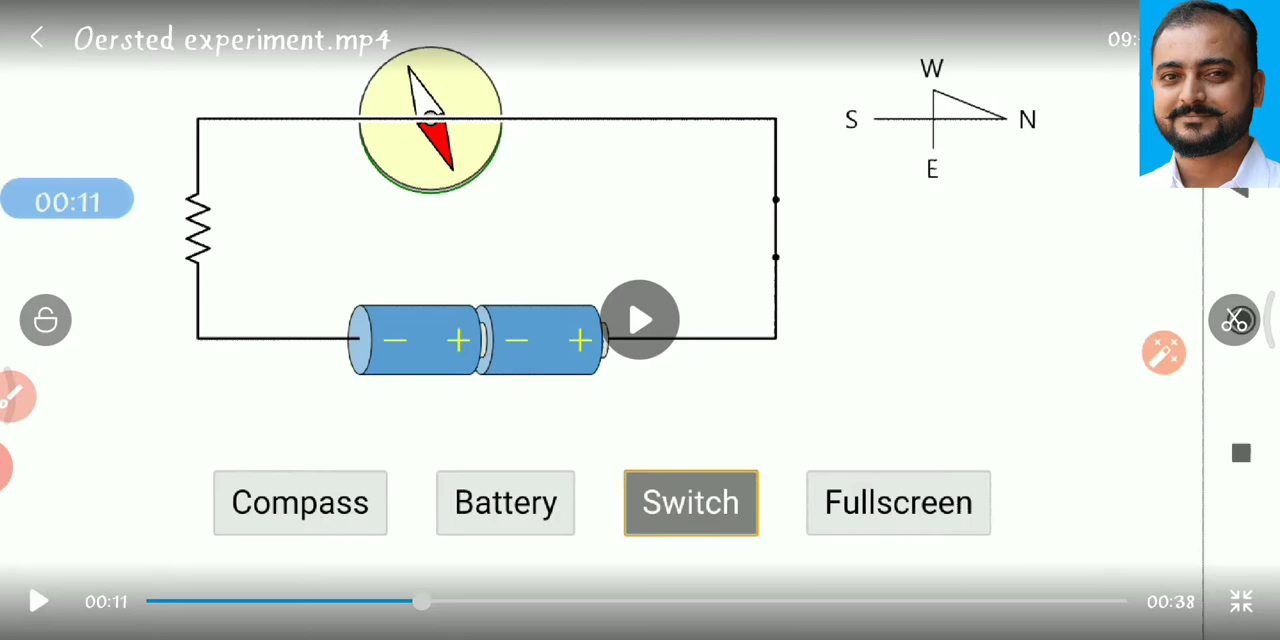 Oersted experiment.mp4
09:
W
S
N
E
00:11
− + − +
Compass
Battery
Switch
Fullscreen
00:11
00:38